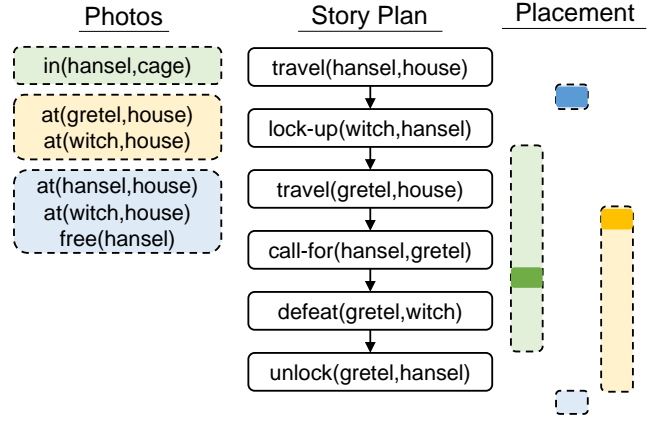 Photos
in(hansel,cage)
at(gretel,house)
at(witch,house)
at(hansel,house)
at(witch,house)
free(hansel)
Story Plan
travel(hansel,house)
lock-up(witch,hansel)
travel(gretel,house)
call-for(hansel,gretel)
defeat(gretel,witch)
unlock(gretel,hansel)
Placement